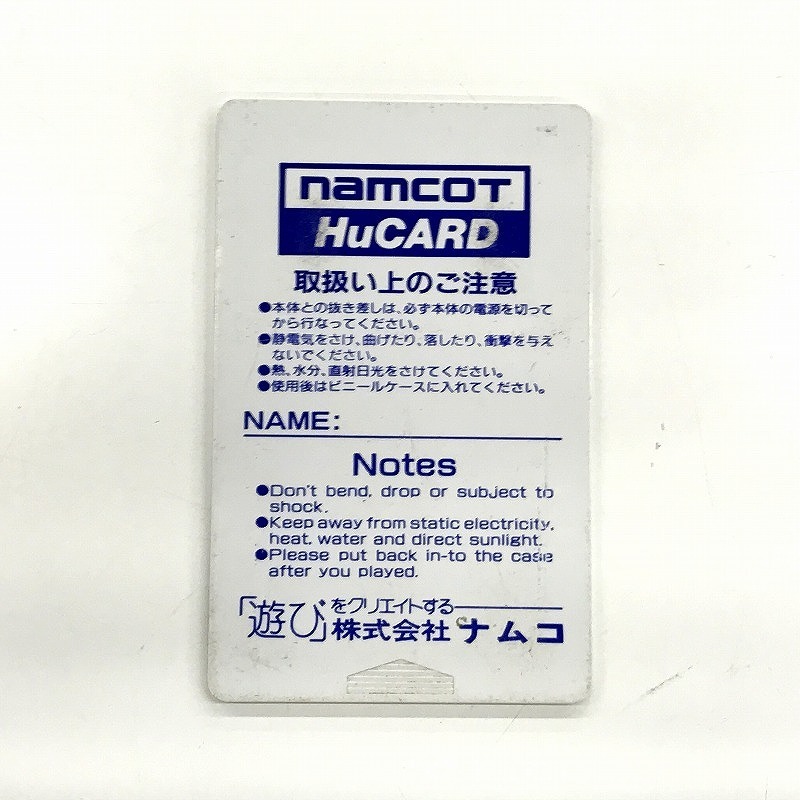 namcot
HuCARD
取扱い上のご注意
●本体との抜き差しは、必ず本体の電源を切って
から行なってください。
●静電気をさけ、曲げたり、落したり、衝撃を与え
ないでください。
●熱、水分、直射日光をさけてください。
●使用後はビニールケースに入れてください。
NAME:
Notes
●Don't bend, drop or subject to
shock.
●Keep away from static electricity,
heat, water and direct sunlight.
●Please put back in-to the case
after you played.
「遊び」をクリエイトする
株式会社ナムコ